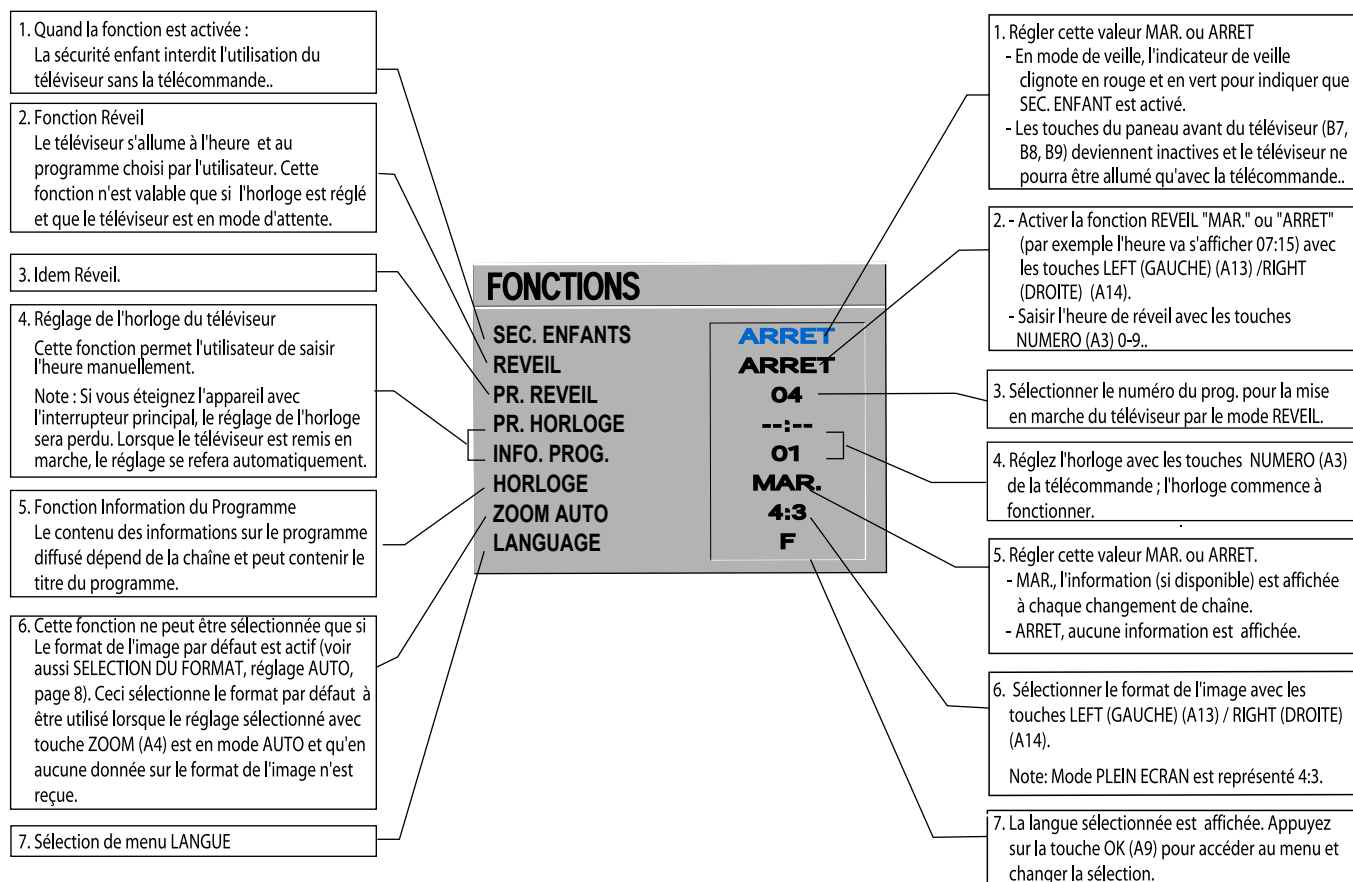 1. Quand la fonction est activée :
La sécurité enfant interdit l'utilisation du
téléviseur sans la télécommande..
2. Fonction Réveil
Le téléviseur s'allume à l'heure et au
programme choisi par l'utilisateur. Cette
fonction n'est valable que si l'horloge est réglé
et que le téléviseur est en mode d'attente.
3. Idem Réveil.
4. Réglage de l'horloge du téléviseur
Cette fonction permet l'utilisateur de saisir
l'heure manuellement.
Note : Si vous éteignez l'appareil avec
l'interrupteur principal, le réglage de l'horloge
sera perdu. Lorsque le téléviseur est remis en
marche, le réglage se refera automatiquement.
5. Fonction Information du Programme
Le contenu des informations sur le programme
diffusé dépend de la chaîne et peut contenir le
titre du programme.
6. Cette fonction ne peut être sélectionnée que si
Le format de l'image par défaut est actif (voir
aussi SELECTION DU FORMAT, réglage AUTO,
page 8). Ceci sélectionne le format par défaut à
être utilisé lorsque le réglage sélectionné avec
touche ZOOM (A4) est en mode AUTO et qu'en
aucune donnée sur le format de l'image n'est
reçue.
7. Sélection de menu LANGUE
FONCTIONS
SEC. ENFANTS ARRET
REVEIL ARRET
PR. REVEIL 04
PR. HORLOGE --:--
INFO. PROG. 01
HORLOGE MAR.
ZOOM AUTO 4:3
LANGUAGE F
1. Régler cette valeur MAR. ou ARRET
- En mode de veille, l'indicateur de veille
clignote en rouge et en vert pour indiquer que
SEC. ENFANT est activé.
- Les touches du paneau avant du téléviseur (B7,
B8, B9) deviennent inactives et le téléviseur ne
pourra être allumé qu'avec la télécommande..
2. - Activer la fonction REVEIL "MAR." ou "ARRET"
(par exemple l'heure va s'afficher 07:15) avec
les touches LEFT (GAUCHE) (A13) /RIGHT
(DROITE) (A14).
- Saisir l'heure de réveil avec les touches
NUMERO (A3) 0-9..
3. Sélectionner le numéro du prog. pour la mise
en marche du téléviseur par le mode REVEIL.
4. Réglez l'horloge avec les touches NUMERO (A3)
de la télécommande ; l'horloge commence à
fonctionner.
5. Régler cette valeur MAR. ou ARRET.
- MAR., l'information (si disponible) est affichée
à chaque changement de chaîne.
- ARRET, aucune information est affichée.
6. Sélectionner le format de l'image avec les
touches LEFT (GAUCHE) (A13) / RIGHT (DROITE)
(A14).
Note: Mode PLEIN ECRAN est représenté 4:3.
7. La langue sélectionnée est affichée. Appuyez
sur la touche OK (A9) pour accéder au menu et
changer la sélection.